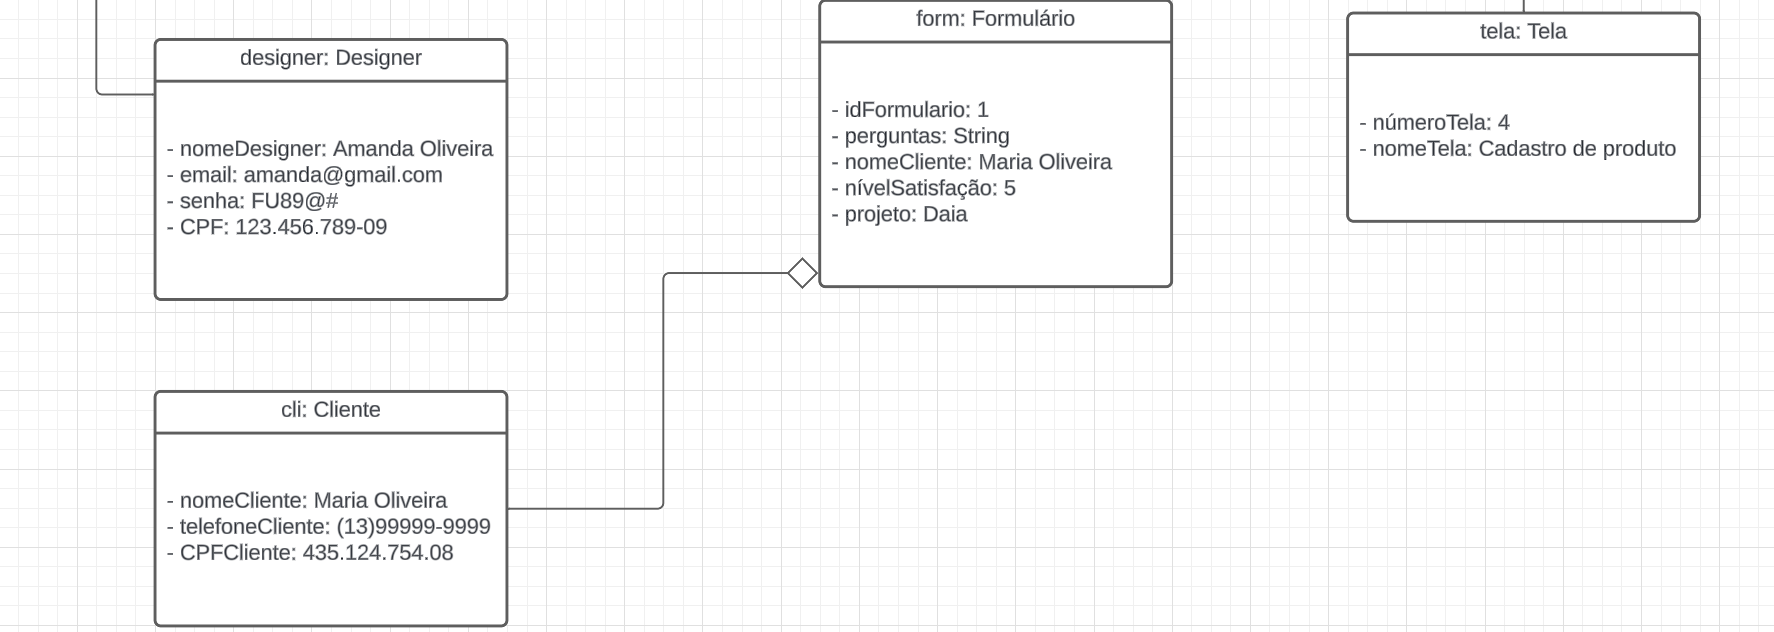 designer: Designer
- nomeDesigner: Amanda Oliveira
- email: amanda@gmail.com
- senha: FU89@#
- CPF: 123.456.789-09
form: Formulário
- idFormulario: 1
- perguntas: String
- nomeCliente: Maria Oliveira
- nívelSatisfação: 5
- projeto: Daia
tela: Tela
- númeroTela: 4
- nomeTela: Cadastro de produto
cli: Cliente
- nomeCliente: Maria Oliveira
- telefoneCliente: (13)99999-9999
- CPFCliente: 435.124.754.08